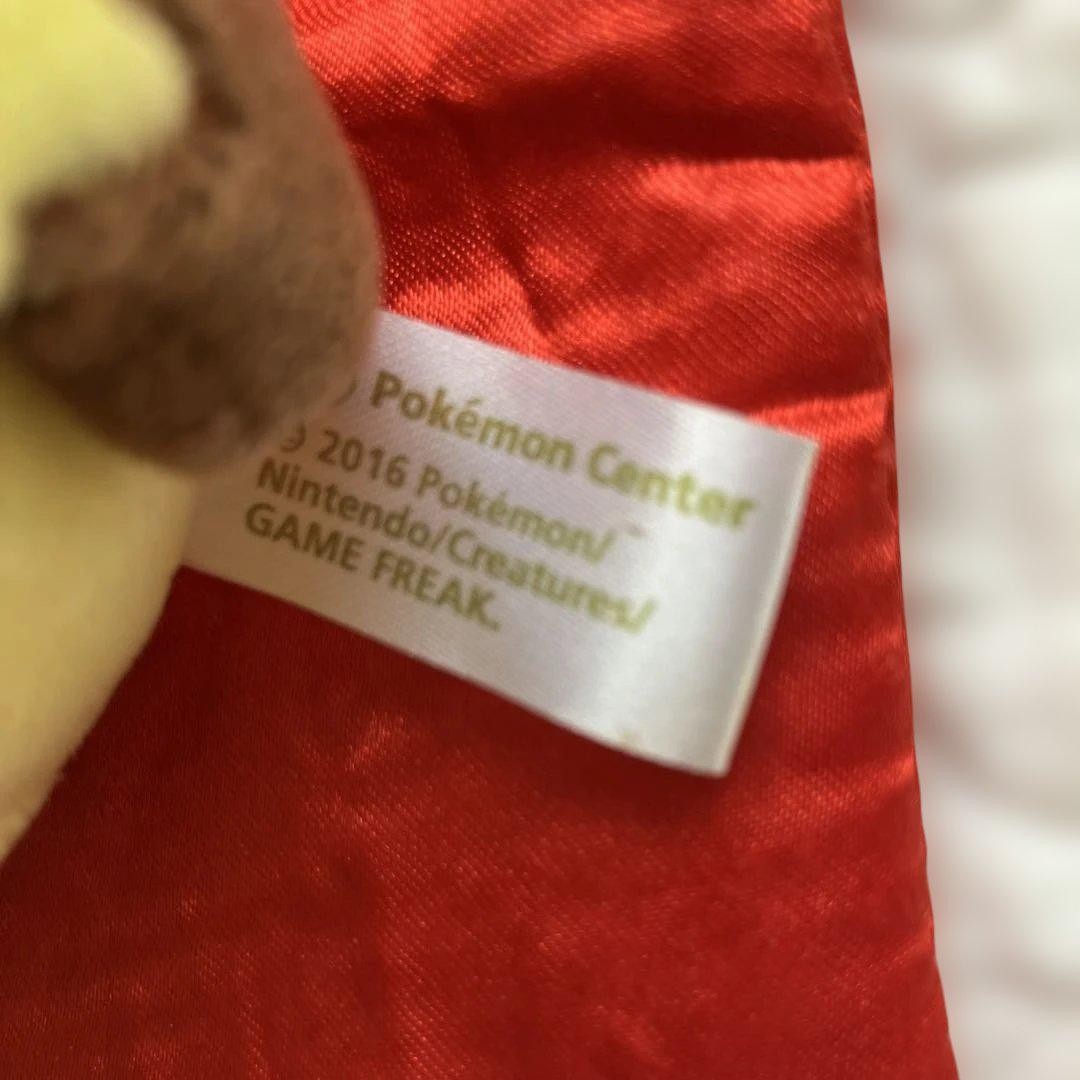 Pokémon Center
© 2016 Pokémon/
Nintendo/Creatures/
GAME FREAK.